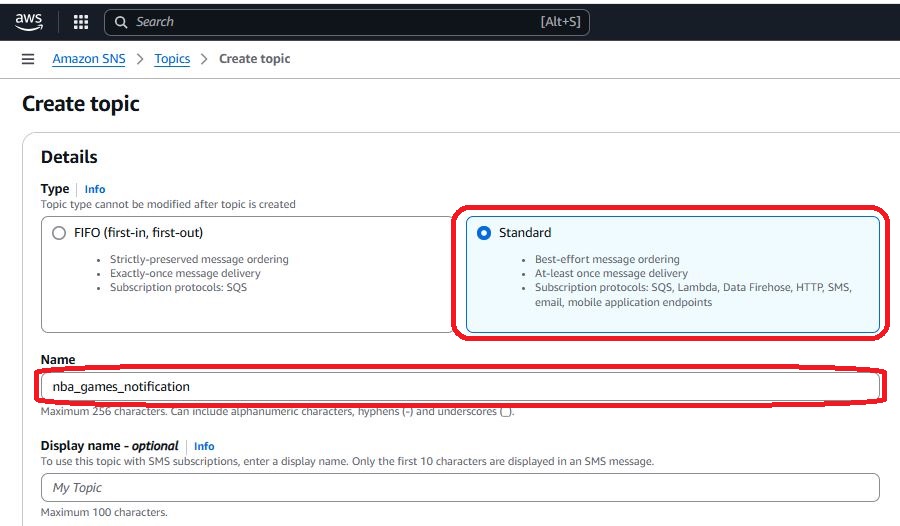 aws
Search [Alt+S]
Amazon SNS > Topics > Create topic
Create topic
Details
Type | Info
Topic type cannot be modified after topic is created
FIFO (first-in, first-out)
• Strictly-preserved message ordering
• Exactly-once message delivery
• Subscription protocols: SQS
Standard
• Best-effort message ordering
• At-least once message delivery
• Subscription protocols: SQS, Lambda, Data Firehose, HTTP, SMS,
email, mobile application endpoints
Name
nba_games_notification
Maximum 256 characters. Can include alphanumeric characters, hyphens (-) and underscores (_).
Display name - optional | Info
To use this topic with SMS subscriptions, enter a display name. Only the first 10 characters are displayed in an SMS message.
My Topic
Maximum 100 characters.